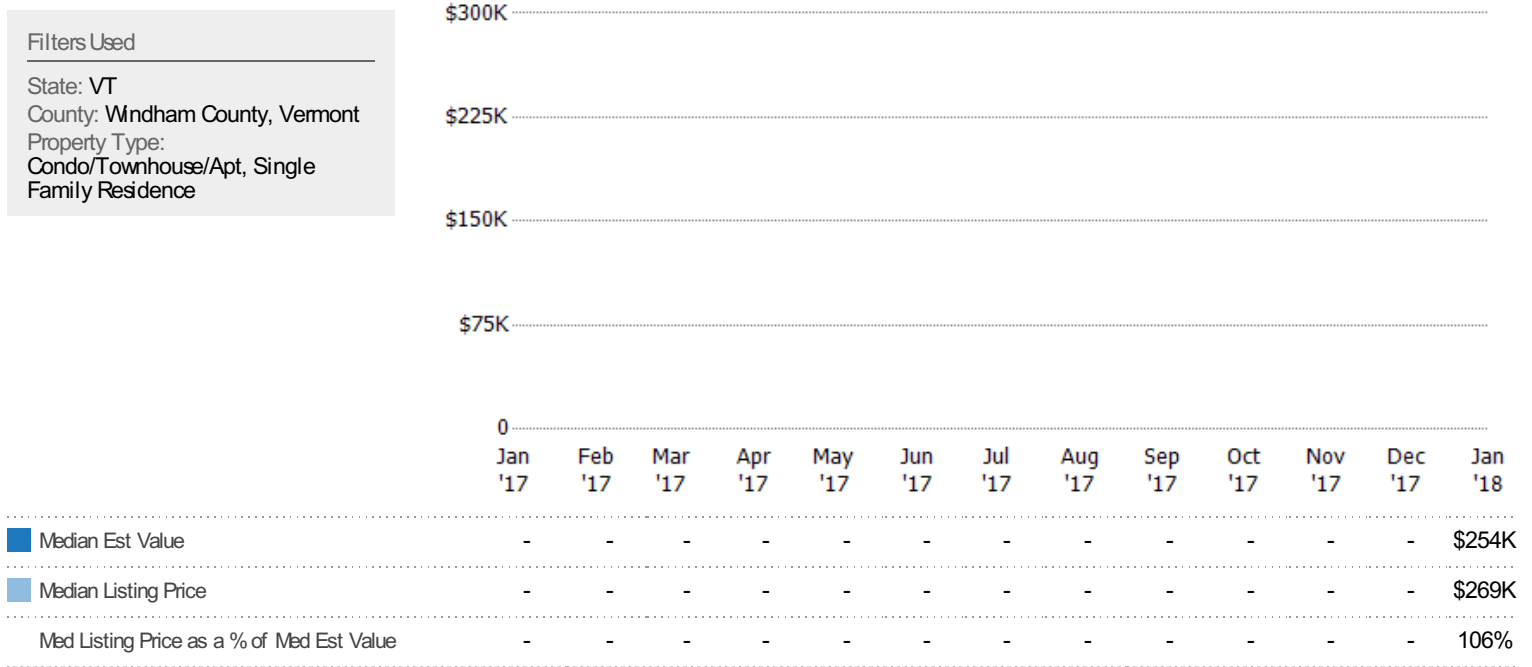 Filters Used
State: VT
County: Windham County, Vermont
Property Type:
Condo/Townhouse/Apt, Single
Family Residence
$300K
$225K
$150K
$75K
0
Jan Feb Mar Apr May Jun Jul Aug Sep Oct Nov Dec Jan
'17 '17 '17 '17 '17 '17 '17 '17 '17 '17 '17 '17 '18
Median Est Value - - - - - - - - - - - - $254K
Median Listing Price - - - - - - - - - - - - $269K
Med Listing Price as a % of Med Est Value - - - - - - - - - - - - 106%